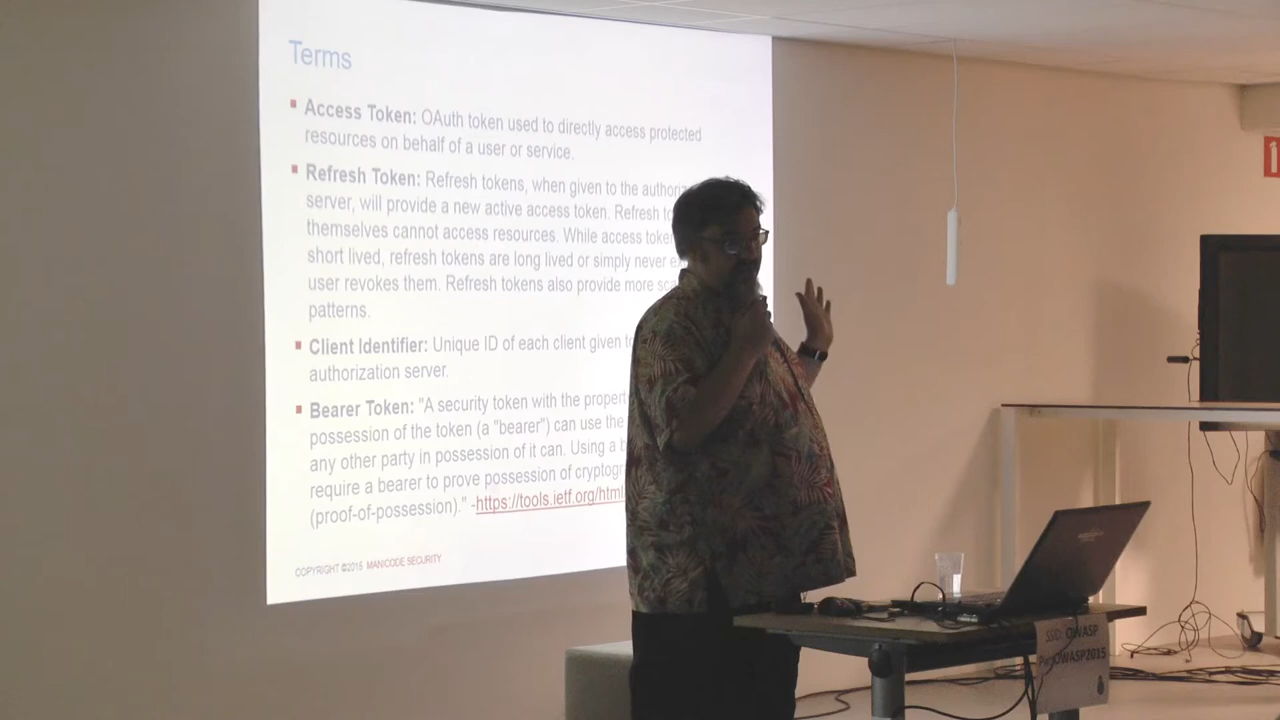 Terms
Access Token: OAuth token used to directly access protected
resources on behalf of a user or service.
Refresh Token: Refresh tokens, when given to the
server, will provide a new active access token. Refresh
themselves cannot access resources. While access
short lived, refresh tokens are long lived or simply never
user revokes them. Refresh tokens also provide more
patterns.
Client Identifier: Unique ID of each client given
authorization server.
Bearer Token: "A security token with the
possession of the token (a "bearer") can use the
any other party in possession of it can. Using a
require a bearer to prove possession of
(proof-of-possession)." -https://tools.ietf.org/html
COPYRIGHT ©2015 MANICODE SECURITY
SSID: OWASP
OWASP2015